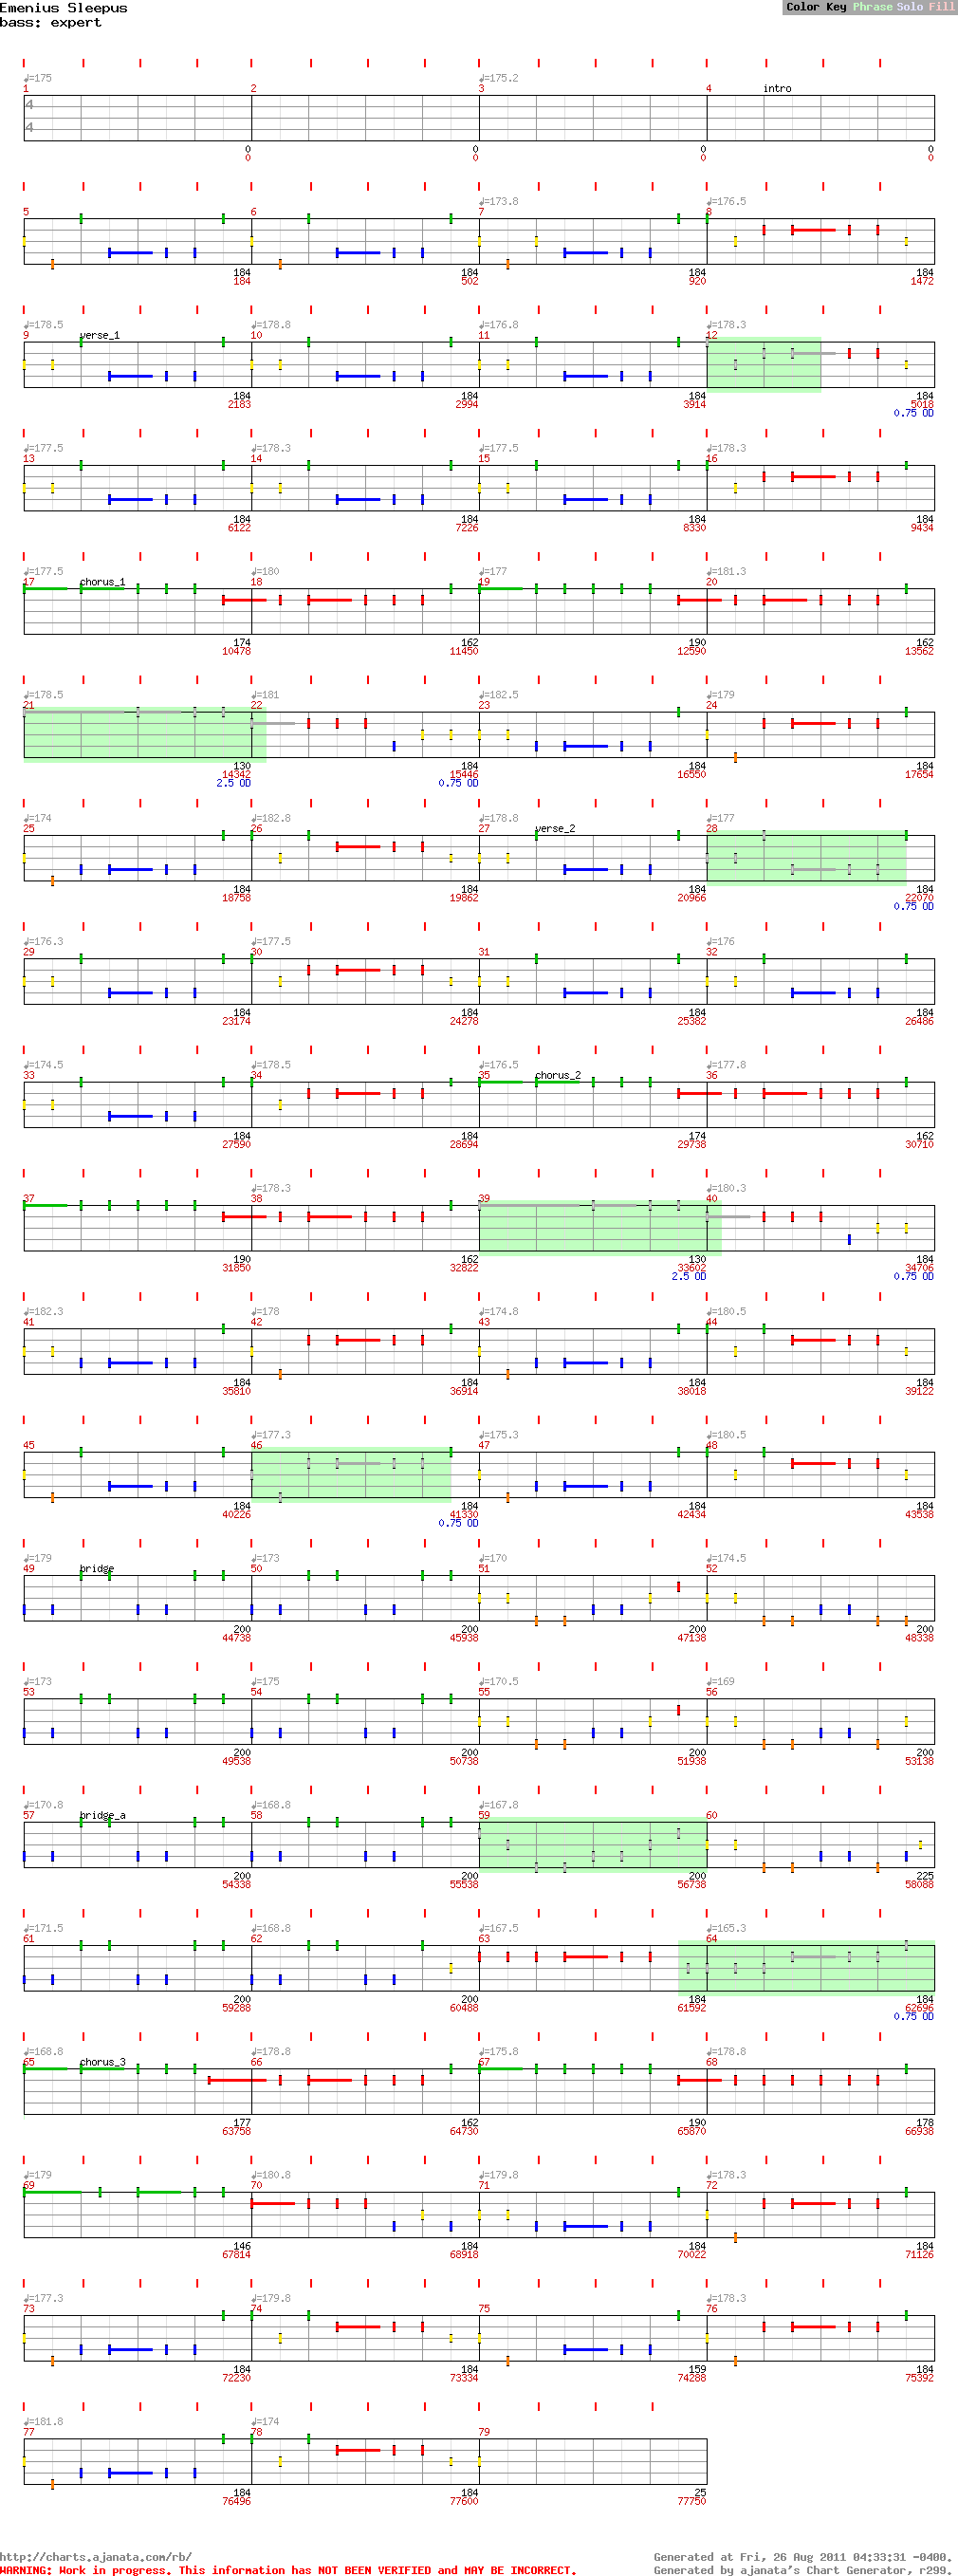 Emenius Sleepus
Color Key Phrase Solo Fill
bass: expert
♩=175 ♩=175.2
1 2 3 4 intro
4
4
0 0 0 0
0 0 0 0
♩=173.8 ♩=176.5
5 6 7 8
184 184 184 184
184 502 920 1472
♩=178.5 ♩=178.8 ♩=176.8 ♩=178.3
9 verse_1 10 11 12
184 184 184 184
2183 2994 3914 5018
0.75 OD
♩=177.5 ♩=178.3 ♩=177.5 ♩=178.3
13 14 15 16
184 184 184 184
6122 7226 8330 9434
♩=177.5 ♩=180 ♩=177 ♩=181.3
17 chorus_1 18 19 20
174 162 190 162
10478 11450 12590 13562
♩=178.5 ♩=181 ♩=182.5 ♩=179
21 22 23 24
130 184 184 184
14342 15446 16550 17654
2.5 OD 0.75 OD
♩=174 ♩=182.8 ♩=178.8 ♩=177
25 26 27 verse_2 28
184 184 184 184
18758 19862 20966 22070
0.75 OD
♩=176.3 ♩=177.5 ♩=176
29 30 31 32
184 184 184 184
23174 24278 25382 26486
♩=174.5 ♩=178.5 ♩=176.5 ♩=177.8
33 34 35 chorus_2 36
184 184 174 162
27590 28694 29738 30710
♩=178.3 ♩=180.3
37 38 39 40
190 162 130 184
31850 32822 33602 34706
2.5 OD 0.75 OD
♩=182.3 ♩=178 ♩=174.8 ♩=180.5
41 42 43 44
184 184 184 184
35810 36914 38018 39122
♩=177.3 ♩=175.3 ♩=180.5
45 46 47 48
184 184 184 184
40226 41330 42434 43538
0.75 OD
♩=179 ♩=173 ♩=170 ♩=174.5
49 bridge 50 51 52
200 200 200 200
44738 45938 47138 48338
♩=173 ♩=175 ♩=170.5 ♩=169
53 54 55 56
200 200 200 200
49538 50738 51938 53138
♩=170.8 ♩=168.8 ♩=167.8
57 bridge_a 58 59 60
200 200 200 225
54338 55538 56738 58088
♩=171.5 ♩=168.8 ♩=167.5 ♩=165.3
61 62 63 64
200 200 184 184
59288 60488 61592 62696
0.75 OD
♩=168.8 ♩=178.8 ♩=175.8 ♩=178.8
65 chorus_3 66 67 68
177 162 190 178
63758 64730 65870 66938
♩=179 ♩=180.8 ♩=179.8 ♩=178.3
69 70 71 72
146 184 184 184
67814 68918 70022 71126
♩=177.3 ♩=179.8 ♩=178.3
73 74 75 76
184 184 159 184
72230 73334 74288 75392
♩=181.8 ♩=174
77 78 79
184 184 25
76496 77600 77750
http://charts.ajanata.com/rb/
Generated at Fri, 26 Aug 2011 04:33:31 -0400.
WARNING: Work in progress. This information has NOT BEEN VERIFIED and MAY BE INCORRECT.
Generated by ajanata's Chart Generator, r299.